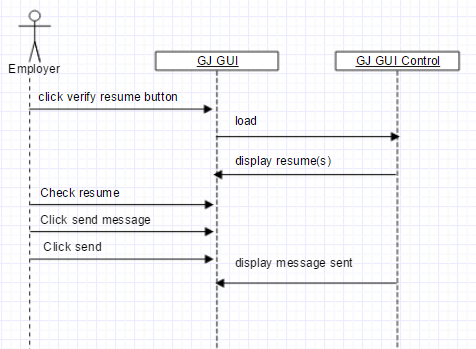 Employer
GJ GUI
GJ GUI Control
click verify resume button
load
display resume(s)
Check resume
Click send message
Click send
display message sent